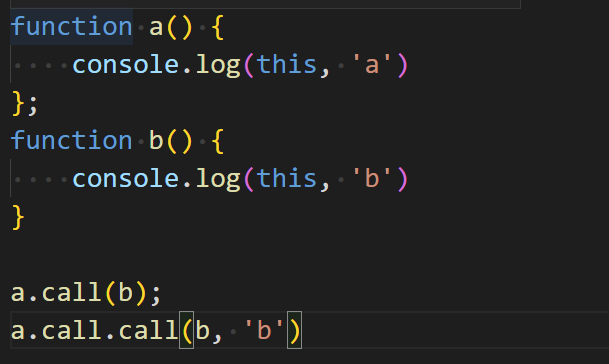 function a() {
    console.log(this, 'a')
};
function b() {
    console.log(this, 'b')
}
a.call(b);
a.call.call(b, 'b')